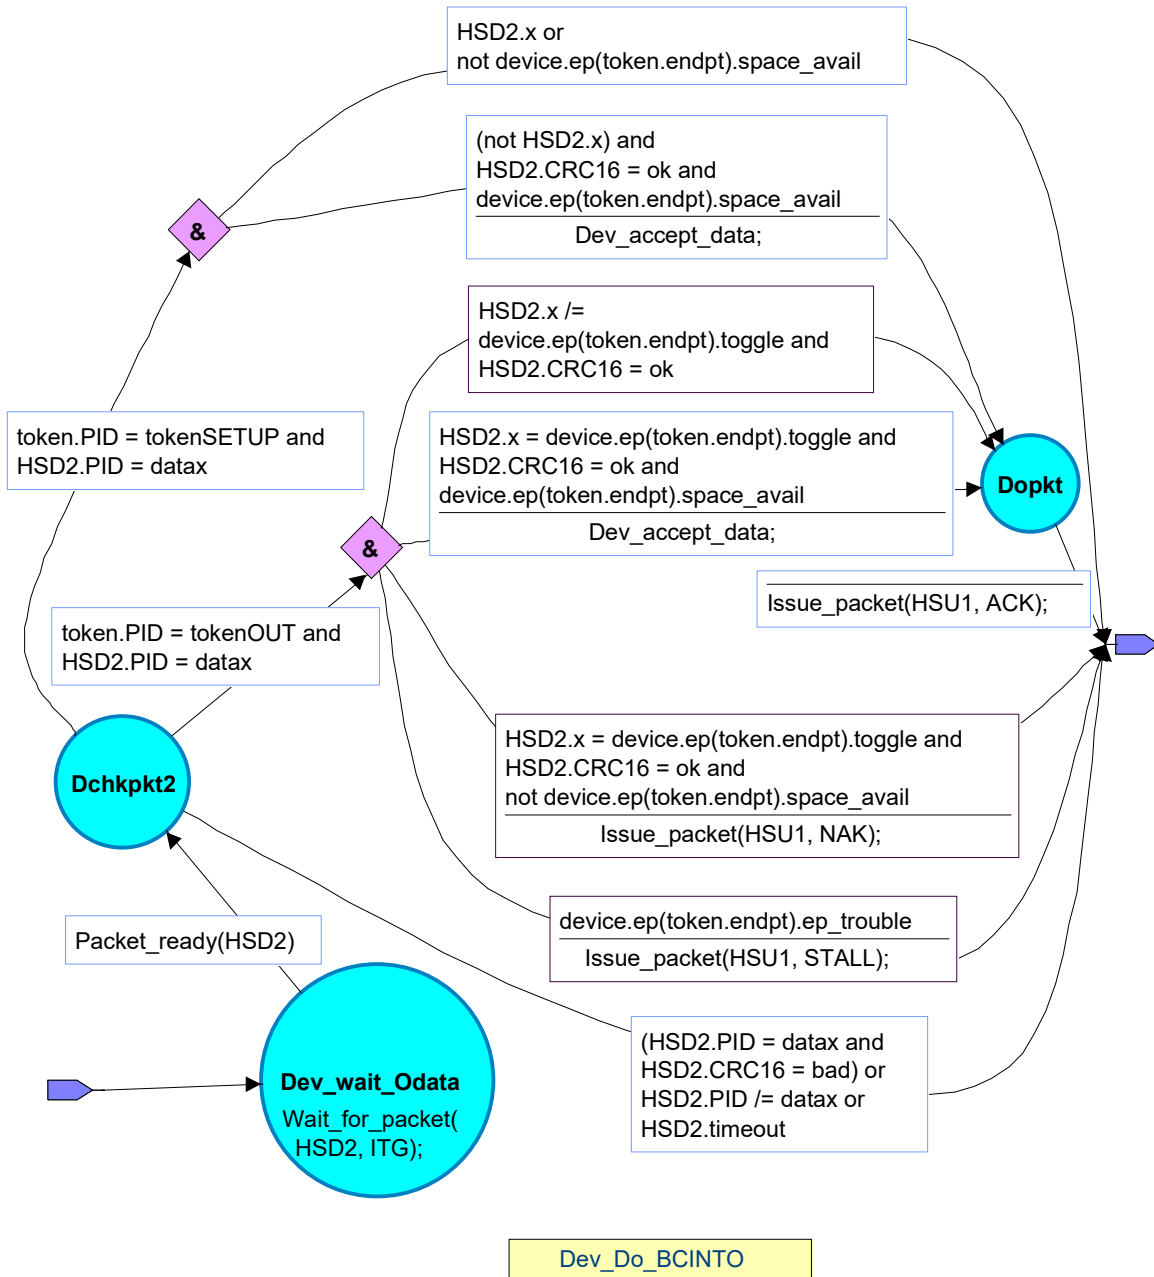 HSD2.x or
not device.ep(token.endpt).space_avail
(not HSD2.x) and
HSD2.CRC16 = ok and
device.ep(token.endpt).space_avail
Dev_accept_data;
&
HSD2.x /=
device.ep(token.endpt).toggle and
HSD2.CRC16 = ok
token.PID = tokenSETUP and
HSD2.PID = datax
HSD2.x = device.ep(token.endpt).toggle and
HSD2.CRC16 = ok and
device.ep(token.endpt).space_avail
Dev_accept_data;
Dopkt
&
Issue_packet(HSU1, ACK);
token.PID = tokenOUT and
HSD2.PID = datax
HSD2.x = device.ep(token.endpt).toggle and
HSD2.CRC16 = ok and
not device.ep(token.endpt).space_avail
Issue_packet(HSU1, NAK);
Dchkpkt2
device.ep(token.endpt).ep_trouble
Issue_packet(HSU1, STALL);
Packet_ready(HSD2)
(HSD2.PID = datax and
HSD2.CRC16 = bad) or
HSD2.PID /= datax or
HSD2.timeout
Dev_wait_Odata
Wait_for_packet(
HSD2, ITG);
Dev_Do_BCINTO